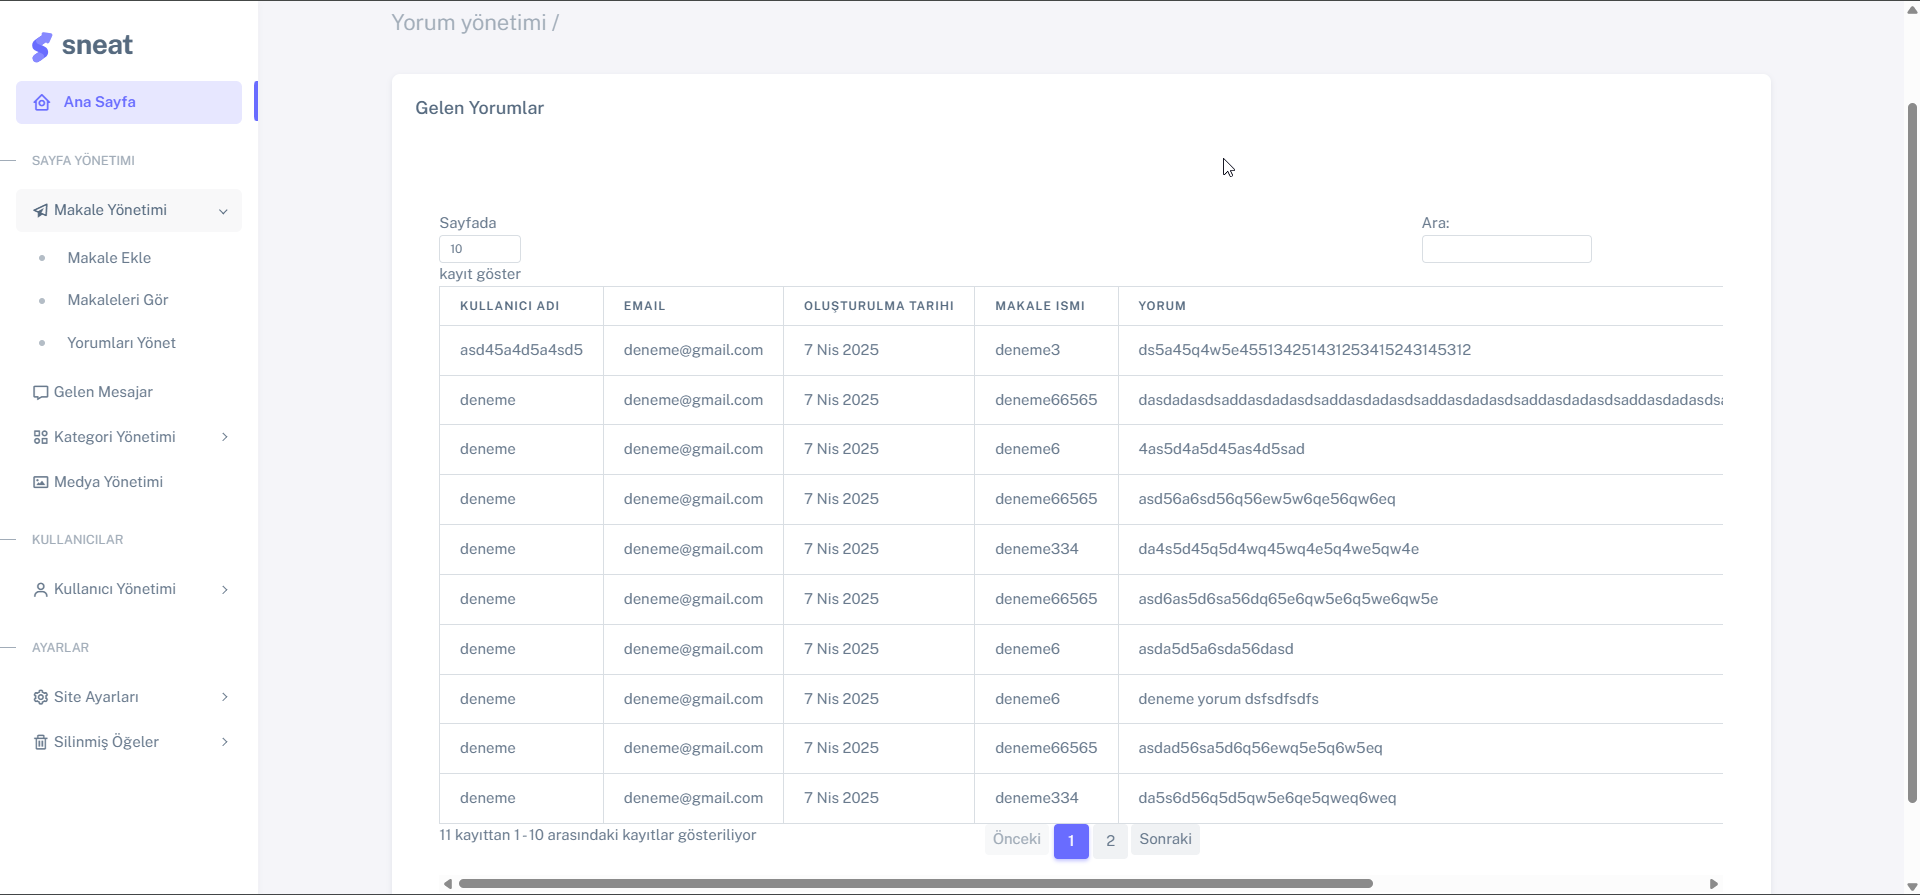 Yorum yönetimi /
sneat
Ana Sayfa
SAYFA YÖNETIMI
Makale Yönetimi
Makale Ekle
Makaleleri Gör
Yorumları Yönet
Gelen Mesajlar
Kategori Yönetimi
Medya Yönetimi
KULLANICILAR
Kullanıcı Yönetimi
AYARLAR
Site Ayarları
Silinmiş Öğeler
Gelen Yorumlar
Sayfada
10
kayıt göster
Ara:
KULLANICI ADI EMAIL OLUŞTURULMA TARIHI MAKALE ISMI YORUM
asd45a4d5a4sd5 deneme@gmail.com 7 Nis 2025 deneme3 ds5a45q4w5e4551342514312534152431​45312
deneme deneme@gmail.com 7 Nis 2025 deneme66565
deneme deneme@gmail.com 7 Nis 2025 deneme6 4as5d4a5d45as4d5sad
deneme deneme@gmail.com 7 Nis 2025 deneme66565 asd56a6sd56q56ew5w6qe56qw6eq
deneme deneme@gmail.com 7 Nis 2025 deneme334 da4s5d45q5d4wq45wq4e5q4we5qw4e
deneme deneme@gmail.com 7 Nis 2025 deneme66565 asd6as5d6sa56dq65e6qw5e6q5we6qw5e
deneme deneme@gmail.com 7 Nis 2025 deneme6 asda5d5a6sda56dasd
deneme deneme@gmail.com 7 Nis 2025 deneme6 deneme yorum dsfsdfsdfs
deneme deneme@gmail.com 7 Nis 2025 deneme66565 asdad56sa5d6q56ewq5e5q6w5eq
deneme deneme@gmail.com 7 Nis 2025 deneme334 da5s6d56q5d5qw5e6qe5qweq6weq
11 kayıttan 1 - 10 arasındaki kayıtlar gösteriliyor
Önceki 1 2 Sonraki